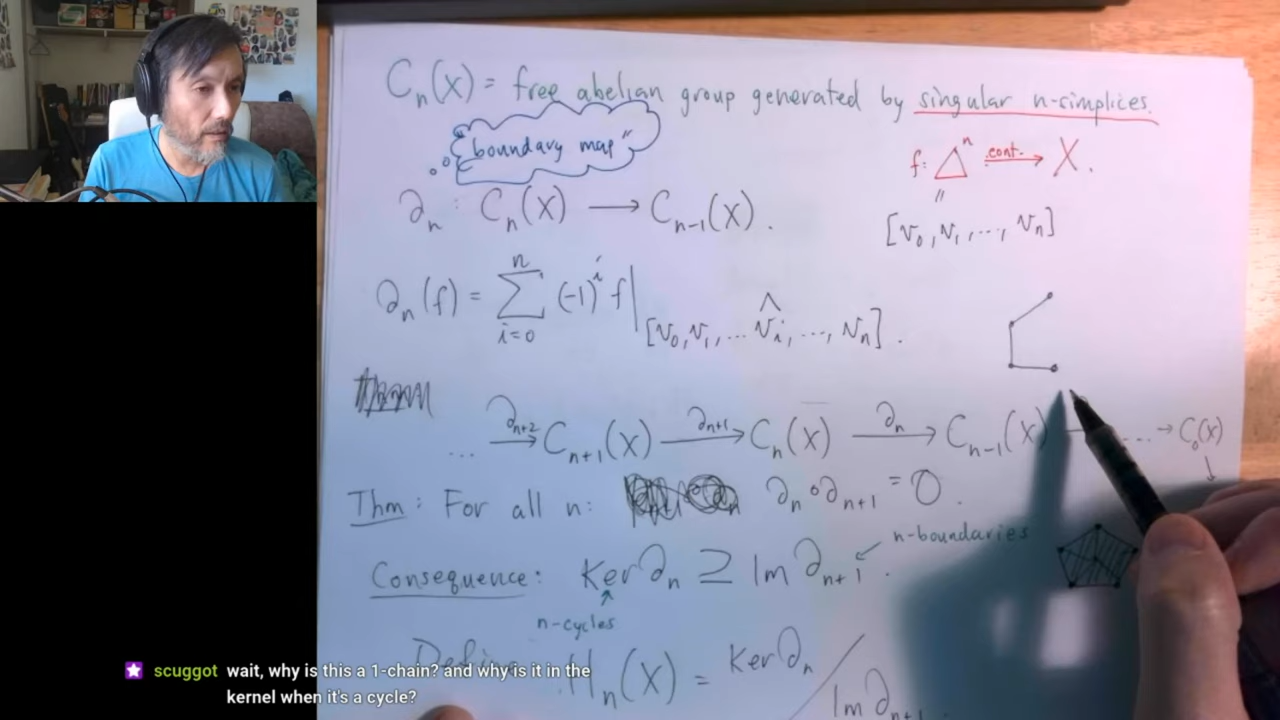 Cₙ(X) = free abelian group generated by singular n-simplices.
"boundary map"
f: Δⁿ cont. → X.
"
[v₀, v₁, ..., vₙ]
∂ₙ : Cₙ(X) → Cₙ₋₁(X).
∂ₙ(f) = Σ_{i=0}^{n} (-1)ⁱ f|[v₀, v₁, ... v̂ᵢ, ..., vₙ].
... ∂ₙ₊₂ → Cₙ₊₁(X) ∂ₙ₊₁ → Cₙ(X) ∂ₙ → Cₙ₋₁(X) → ... → C₀(X)
↓
Thm: For all n: ∂ₙ∘∂ₙ₊₁ = 0.
n-boundaries
Consequence: Ker ∂ₙ ⊇ Im ∂ₙ₊₁.
n-cycles
Hₙ(X) = Ker ∂ₙ / Im ∂ₙ₊₁
scuggot wait, why is this a 1-chain? and why is it in the
kernel when it's a cycle?